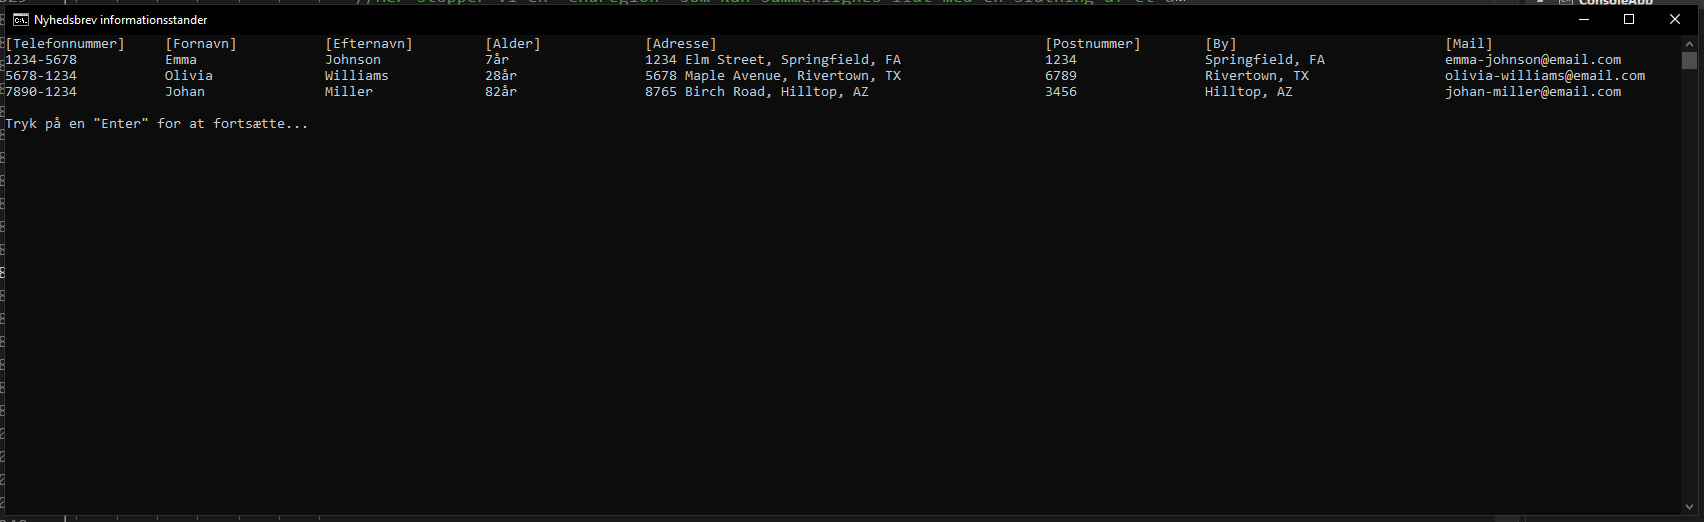 ConsoleApp
Nyhedsbrev informationsstander
[Telefonnummer] [Fornavn] [Efternavn] [Alder] [Adresse] [Postnummer] [By] [Mail]
1234-5678 Emma Johnson 7år 1234 Elm Street, Springfield, FA 1234 Springfield, FA emma-johnson@email.com
5678-1234 Olivia Williams 28år 5678 Maple Avenue, Rivertown, TX 6789 Rivertown, TX olivia-williams@email.com
7890-1234 Johan Miller 82år 8765 Birch Road, Hilltop, AZ 3456 Hilltop, AZ johan-miller@email.com
Tryk på en "Enter" for at fortsætte...